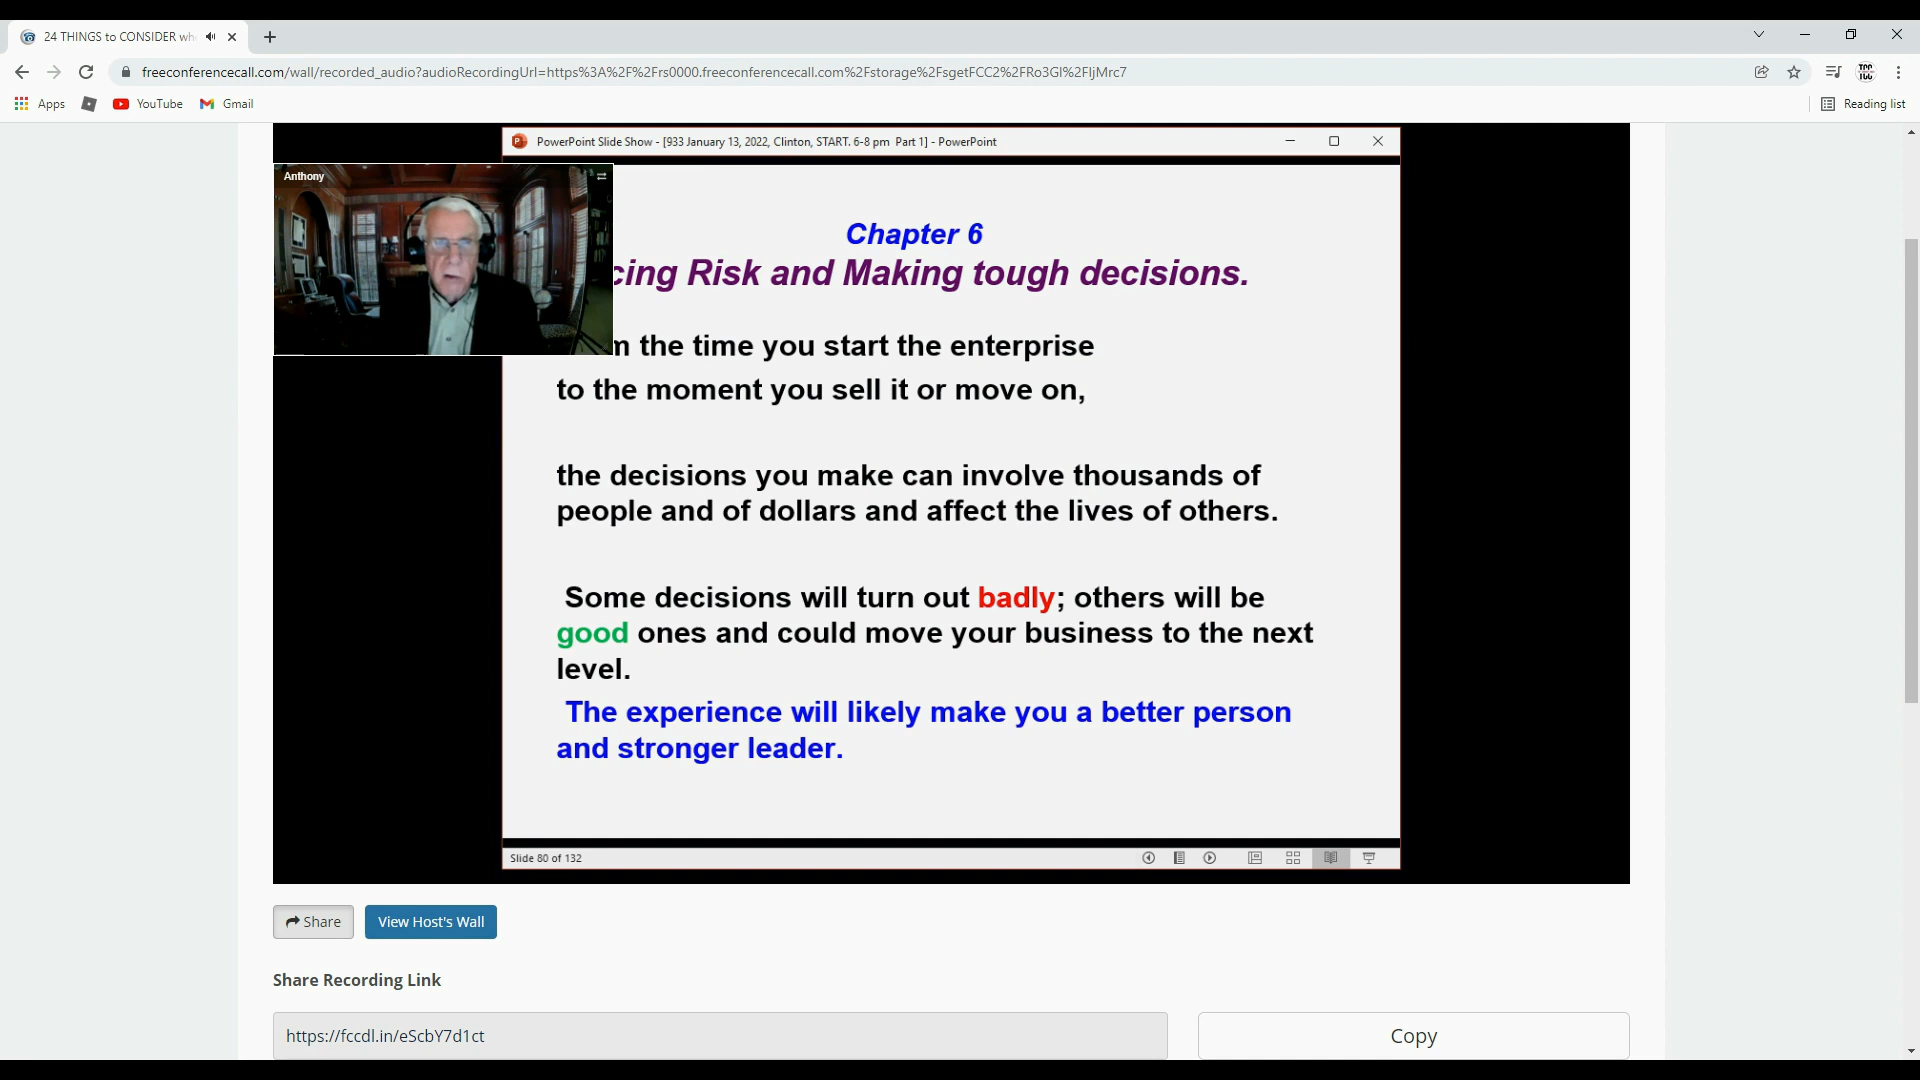 24 THINGS to CONSIDER wh
freeconferencecall.com/wall/recorded_audio?audioRecordingUrl=https%3A%2F%2Frs0000.freeconferencecall.com%2Fstorage%2FsgetFCC2%2FRo3Gl%2FljMrc7
Apps YouTube Gmail Reading list
PowerPoint Slide Show - [933 January 13, 2022, Clinton, START. 6-8 pm Part 1] - PowerPoint
Anthony
Chapter 6
cing Risk and Making tough decisions.
m the time you start the enterprise
to the moment you sell it or move on,
the decisions you make can involve thousands of
people and of dollars and affect the lives of others.
Some decisions will turn out badly; others will be
good ones and could move your business to the next
level.
The experience will likely make you a better person
and stronger leader.
Slide 80 of 132
Share View Host's Wall
Share Recording Link
https://fccdl.in/eScbY7d1ct Copy